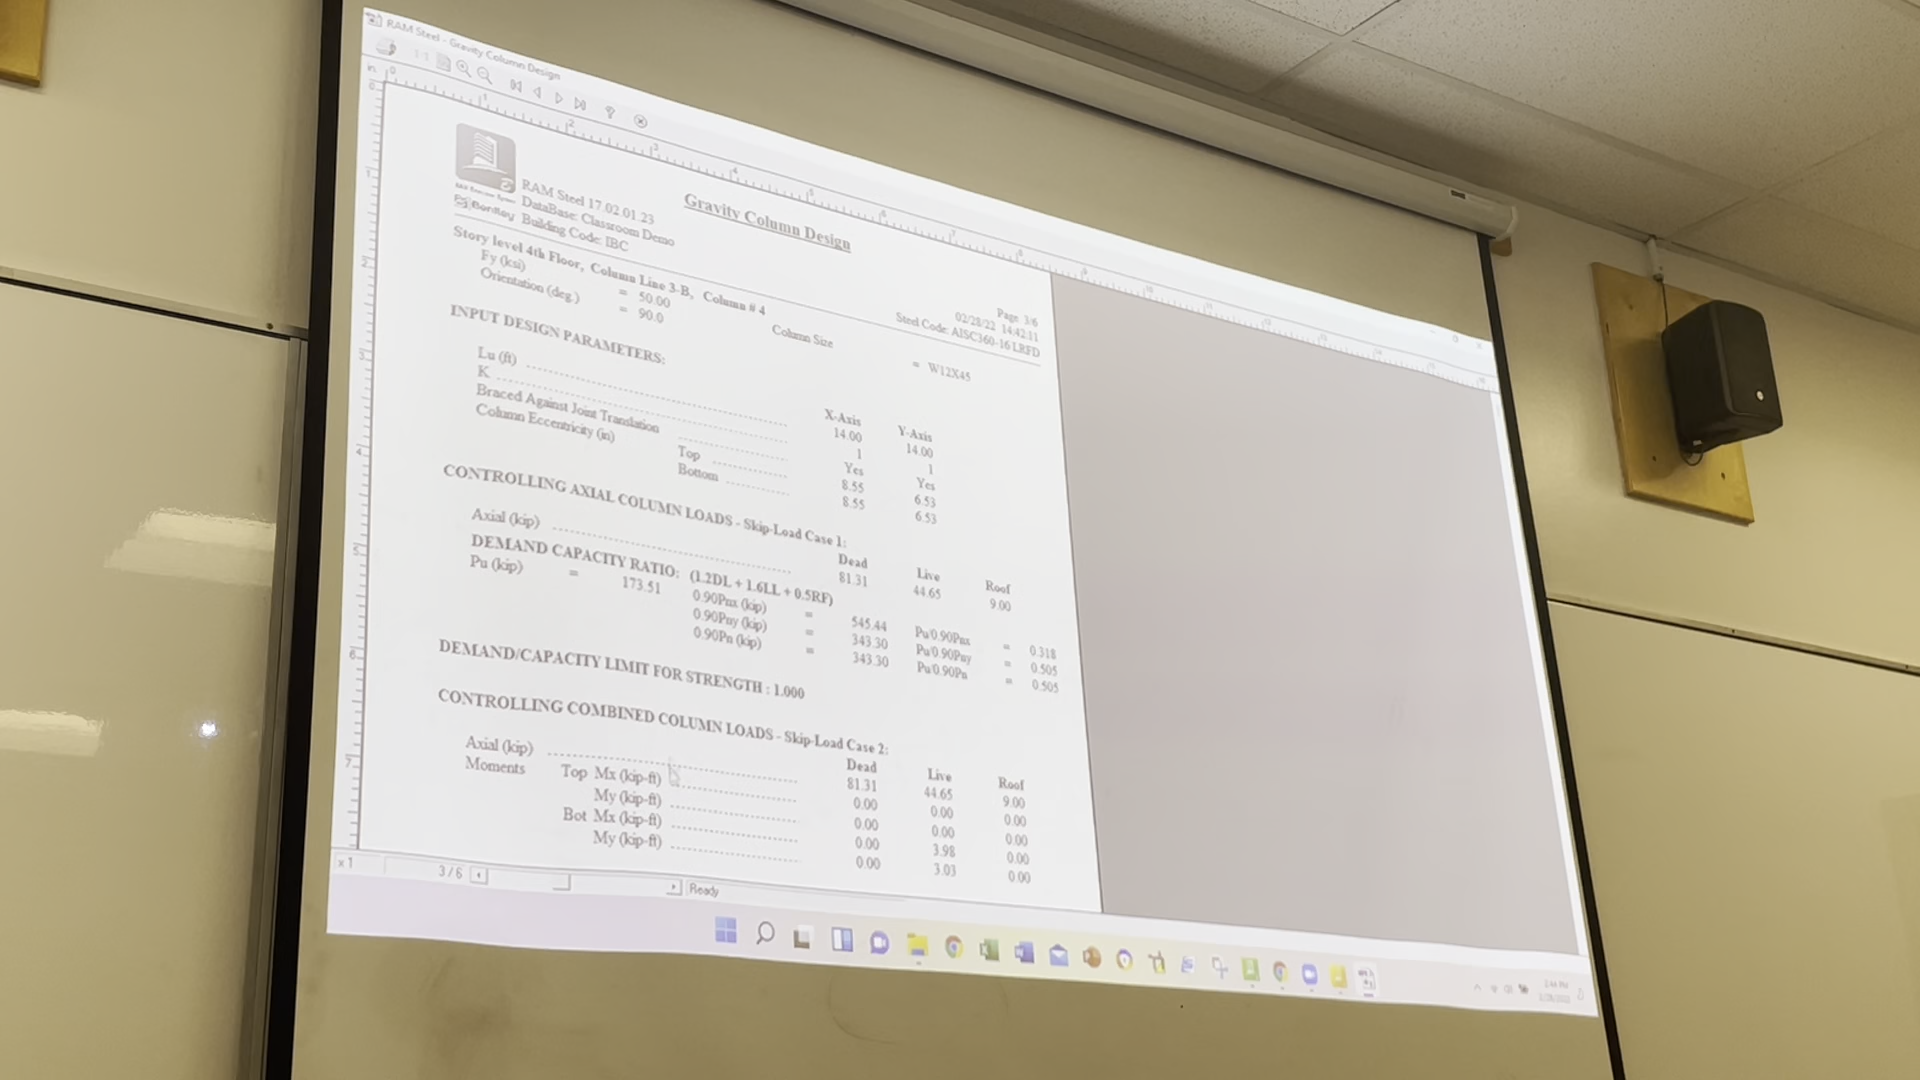 RAM Steel - Gravity Column Design
Gravity Column Design
RAM Steel 17.02.01.23
DataBase: Classroom Demo
Bentley Building Code: IBC
Page 3/6
02/28/22 14:42:11
Steel Code: AISC360-16 LRFD
Story level 4th Floor, Column Line 3-B, Column # 4
Fy (ksi) = 50.00 Column Size = W12X45
Orientation (deg.) = 90.0
INPUT DESIGN PARAMETERS:
X-Axis Y-Axis
Lu (ft) 14.00 14.00
K 1 1
Braced Against Joint Translation Yes Yes
Column Eccentricity (in) Top 8.55 6.53
Bottom 8.55 6.53
CONTROLLING AXIAL COLUMN LOADS - Skip-Load Case 1:
Dead Live Roof
Axial (kip) 81.31 44.65 9.00
DEMAND CAPACITY RATIO: (1.2DL + 1.6LL + 0.5RF)
Pu (kip) = 173.51 0.90Pnx (kip) = 545.44 Pu/0.90Pnx = 0.318
0.90Pny (kip) = 343.30 Pu/0.90Pny = 0.505
0.90Pn (kip) = 343.30 Pu/0.90Pn = 0.505
DEMAND/CAPACITY LIMIT FOR STRENGTH : 1.000
CONTROLLING COMBINED COLUMN LOADS - Skip-Load Case 2:
Dead Live Roof
Axial (kip) 81.31 44.65 9.00
Moments Top Mx (kip-ft) 0.00 0.00 0.00
My (kip-ft) 0.00 0.00 0.00
Bot Mx (kip-ft) 0.00 3.98 0.00
My (kip-ft) 0.00 3.03 0.00
x 1 3 / 6 Ready